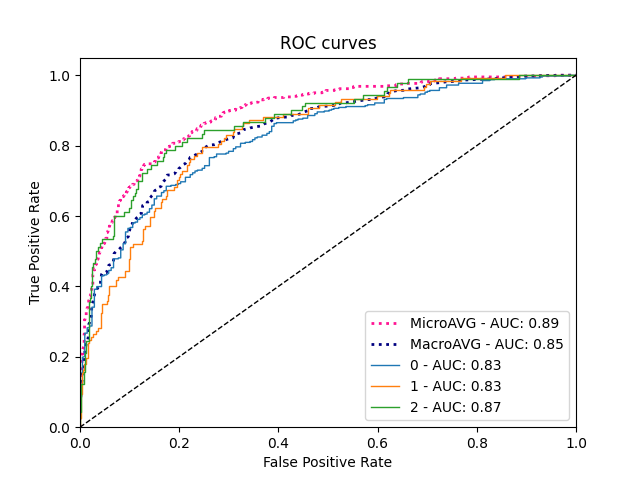 ROC curves
True Positive Rate
1.0
0.8
0.6
0.4
0.2
0.0
MicroAVG - AUC: 0.89
MacroAVG - AUC: 0.85
0 - AUC: 0.83
1 - AUC: 0.83
2 - AUC: 0.87
0.0 0.2 0.4 0.6 0.8 1.0
False Positive Rate